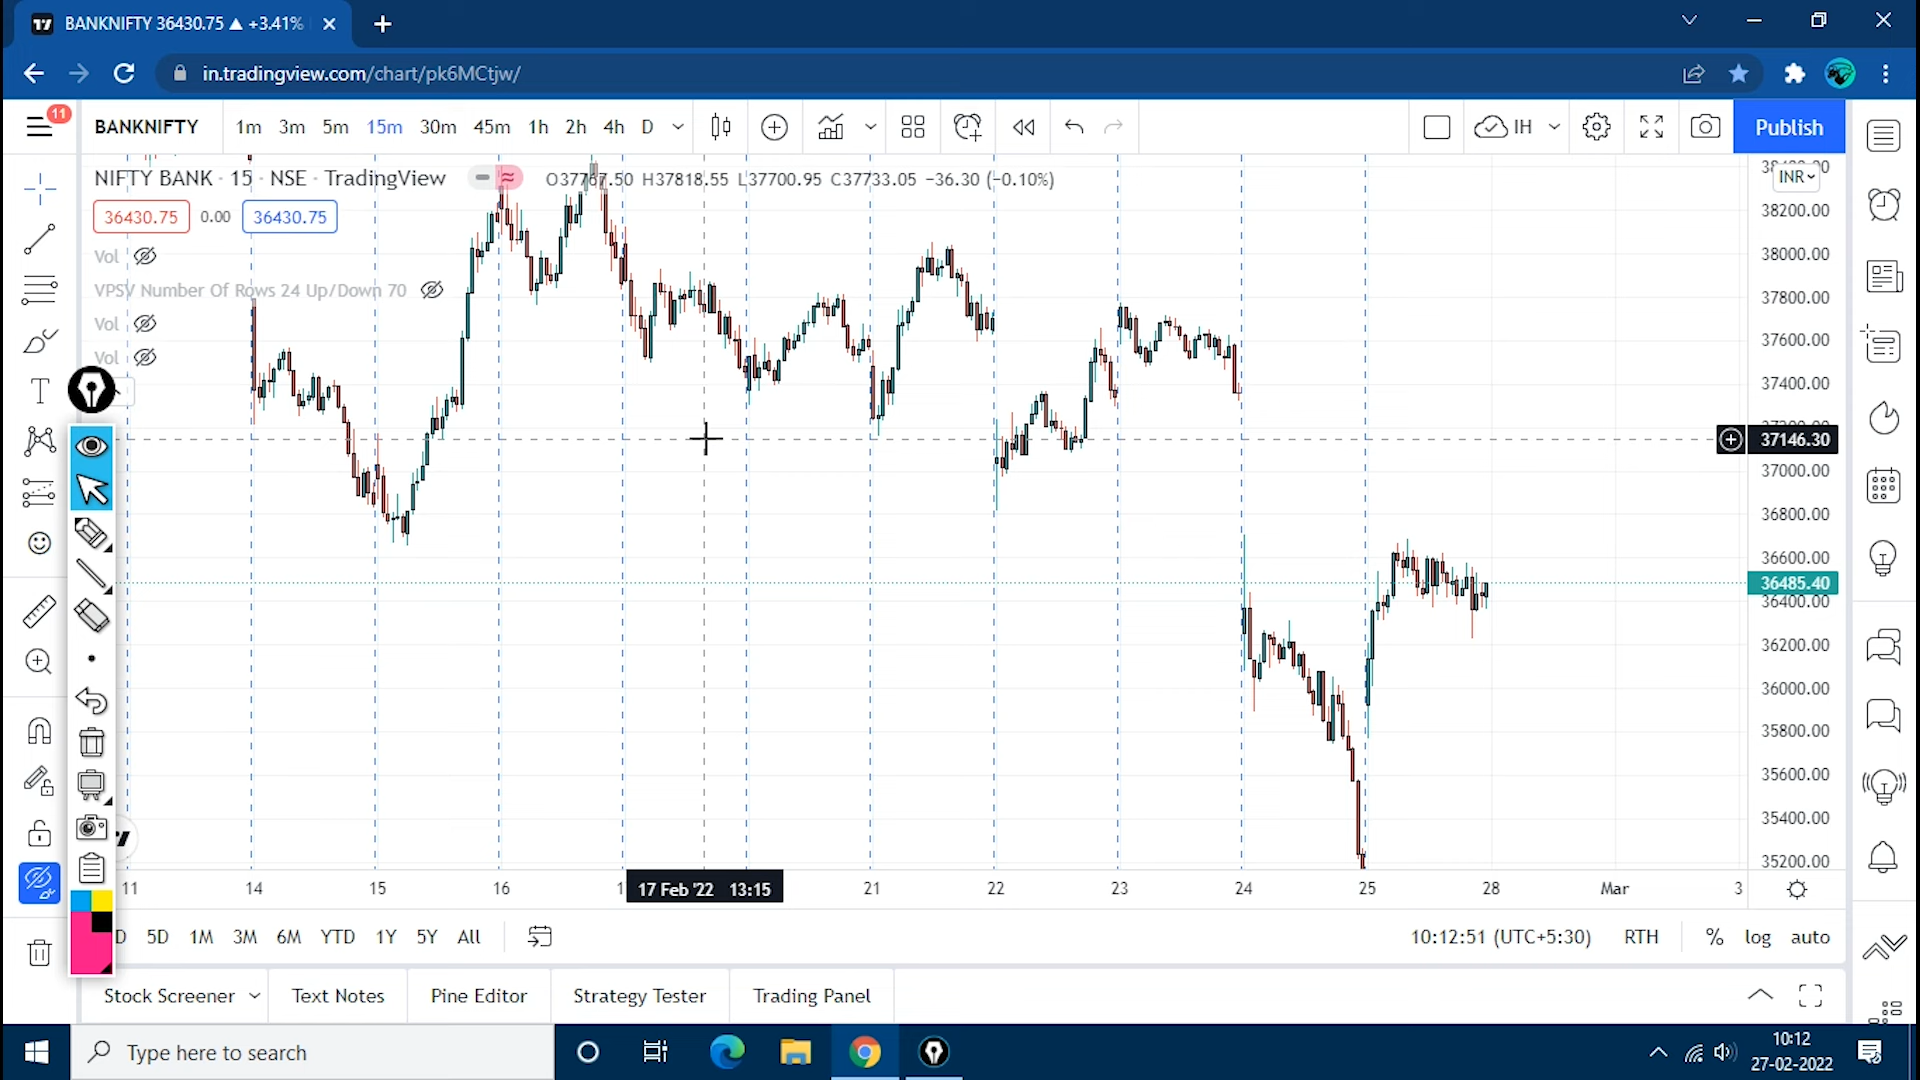 BANKNIFTY 36430.75 ▲ +3.41%
in.tradingview.com/chart/pk6MCtjw/
11
BANKNIFTY 1m 3m 5m 15m 30m 45m 1h 2h 4h D IH Publish
NIFTY BANK · 15 · NSE · TradingView O37767.50 H37818.55 L37700.95 C37733.05 −36.30 (−0.10%)
INR
36430.75 0.00 36430.75
Vol
VPSV Number Of Rows 24 Up/Down 70
Vol
Vol
38200.00
38000.00
37800.00
37600.00
37400.00
37146.30
37000.00
36800.00
36600.00
36485.40
36400.00
36200.00
36000.00
35800.00
35600.00
35400.00
35200.00
11 14 15 16 17 Feb '22 13:15 21 22 23 24 25 28 Mar 3
D 5D 1M 3M 6M YTD 1Y 5Y All 10:12:51 (UTC+5:30) RTH % log auto
Stock Screener Text Notes Pine Editor Strategy Tester Trading Panel
Type here to search
10:12
27-02-2022